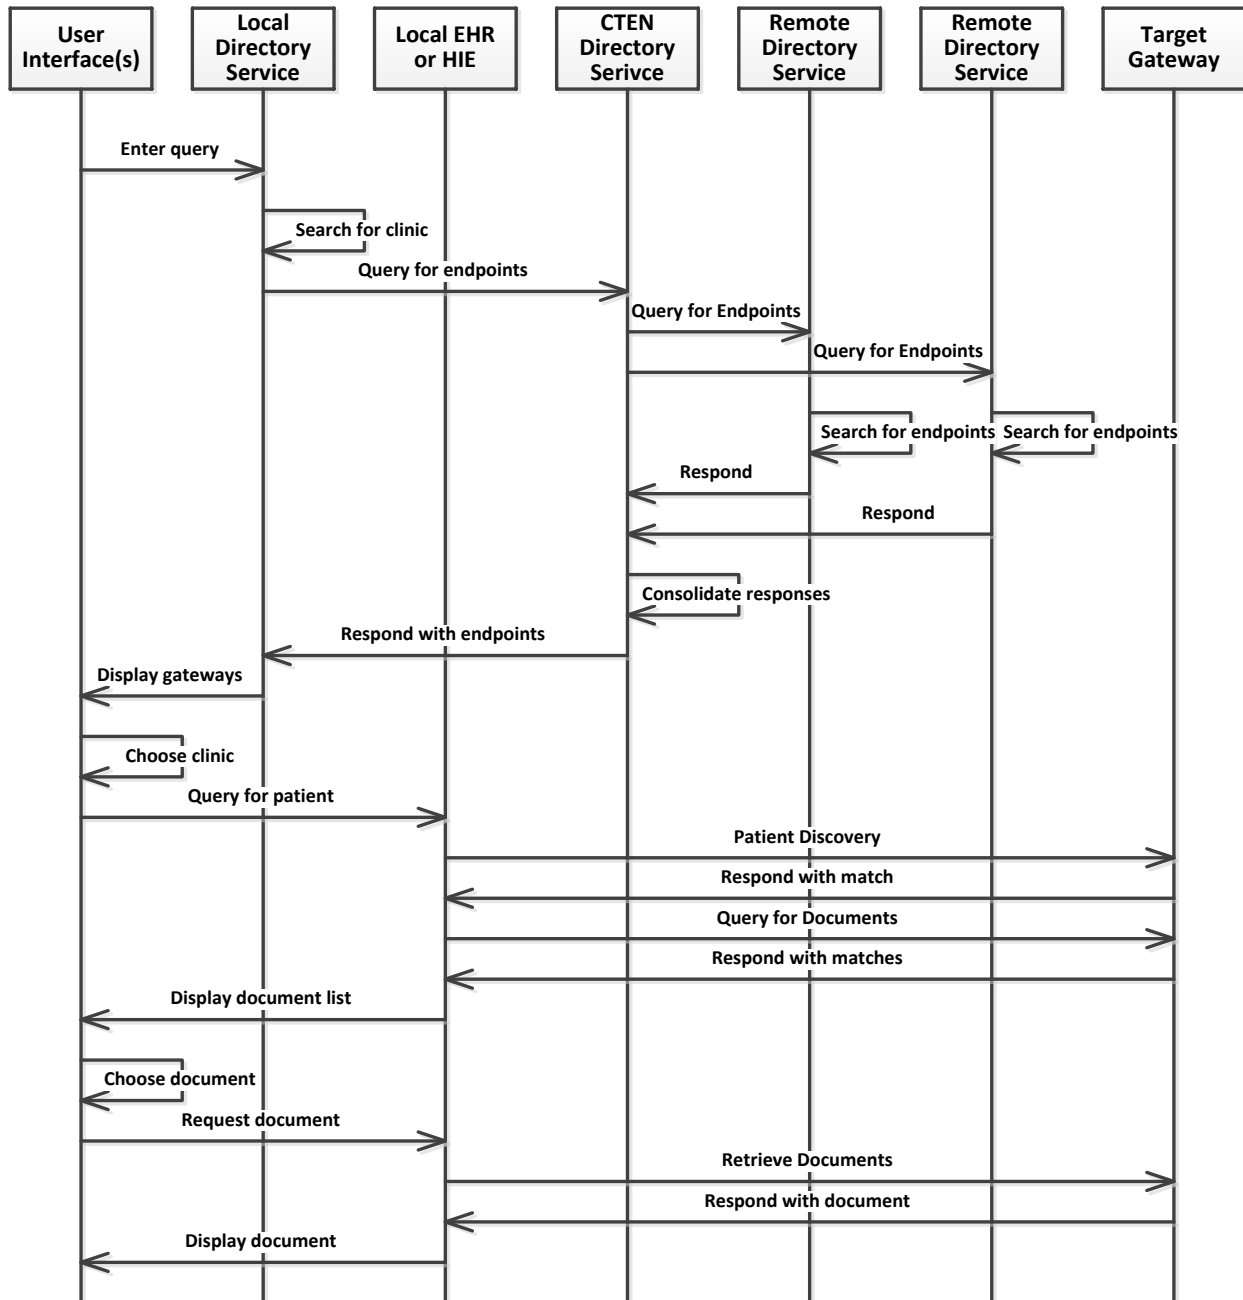 User
Interface(s)
Local
Directory
Service
Local EHR
or HIE
CTEN
Directory
Serivce
Remote
Directory
Service
Remote
Directory
Service
Target
Gateway
Enter query
Search for clinic
Query for endpoints
Query for Endpoints
Query for Endpoints
Search for endpoints
Search for endpoints
Respond
Respond
Consolidate responses
Respond with endpoints
Display gateways
Choose clinic
Query for patient
Patient Discovery
Respond with match
Query for Documents
Respond with matches
Display document list
Choose document
Request document
Retrieve Documents
Respond with document
Display document